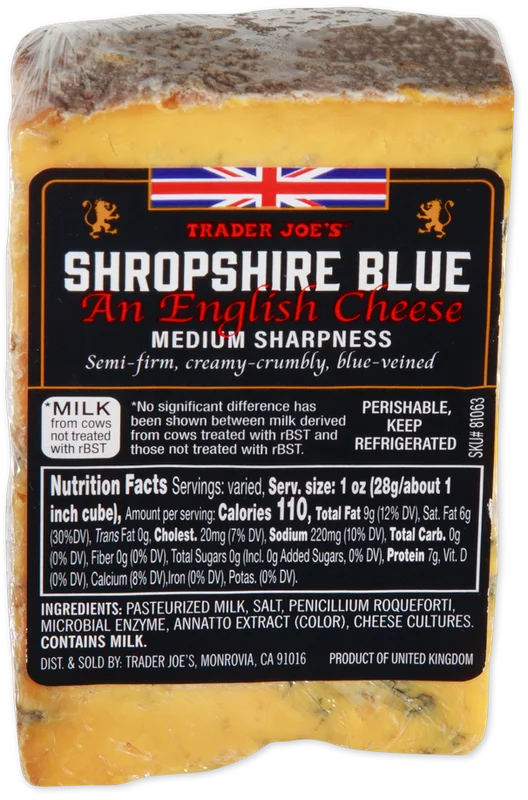 TRADER JOE'S™
SHROPSHIRE BLUE
An English Cheese
MEDIUM SHARPNESS
Semi-firm, creamy-crumbly, blue-veined
*MILK
from cows
not treated
with rBST
*No significant difference has
been shown between milk derived
from cows treated with rBST and
those not treated with rBST.
PERISHABLE,
KEEP
REFRIGERATED
SKU# 81063
Nutrition Facts Servings: varied, Serv. size: 1 oz (28g/about 1
inch cube), Amount per serving: Calories 110, Total Fat 9g (12% DV), Sat. Fat 6g
(30%DV), Trans Fat 0g, Cholest. 20mg (7% DV), Sodium 220mg (10% DV), Total Carb. 0g
(0% DV), Fiber 0g (0% DV), Total Sugars 0g (Incl. 0g Added Sugars, 0% DV), Protein 7g, Vit. D
(0% DV), Calcium (8% DV),Iron (0% DV), Potas. (0% DV).
INGREDIENTS: PASTEURIZED MILK, SALT, PENICILLIUM ROQUEFORTI,
MICROBIAL ENZYME, ANNATTO EXTRACT (COLOR), CHEESE CULTURES.
CONTAINS MILK.
DIST. & SOLD BY: TRADER JOE'S, MONROVIA, CA 91016 PRODUCT OF UNITED KINGDOM